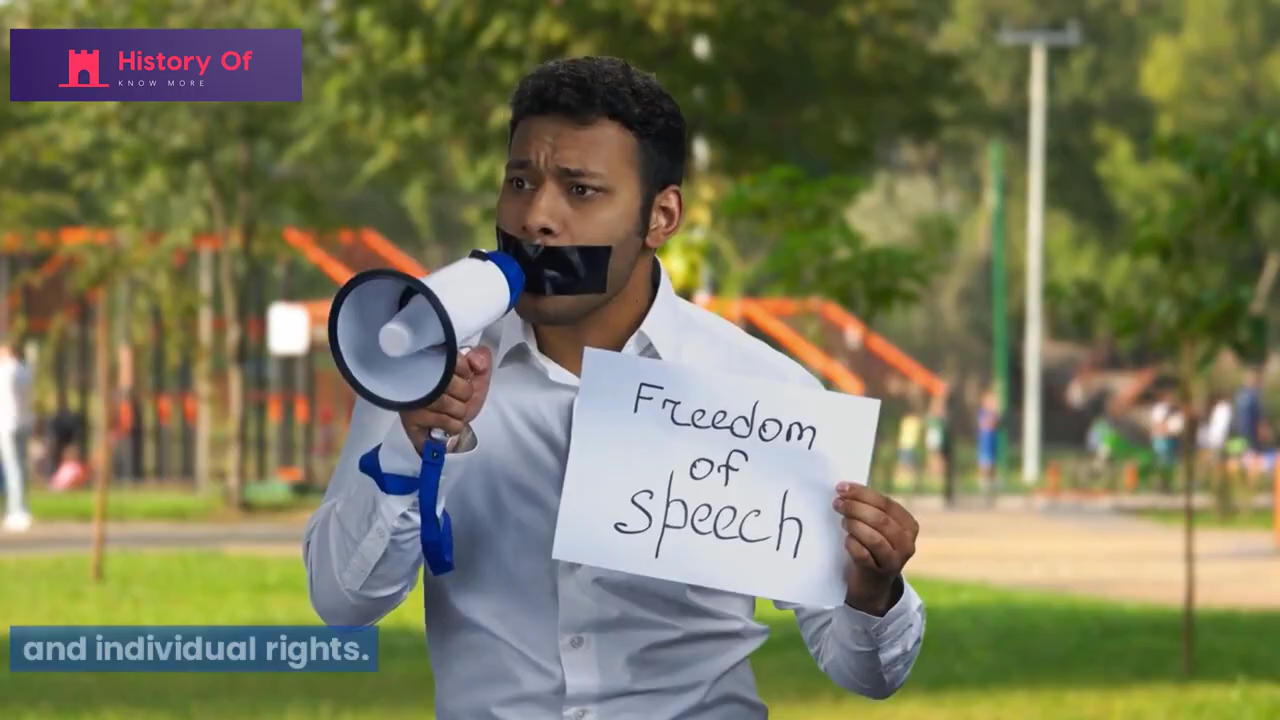 History Of
KNOW MORE
Freedom
of
speech
and individual rights.